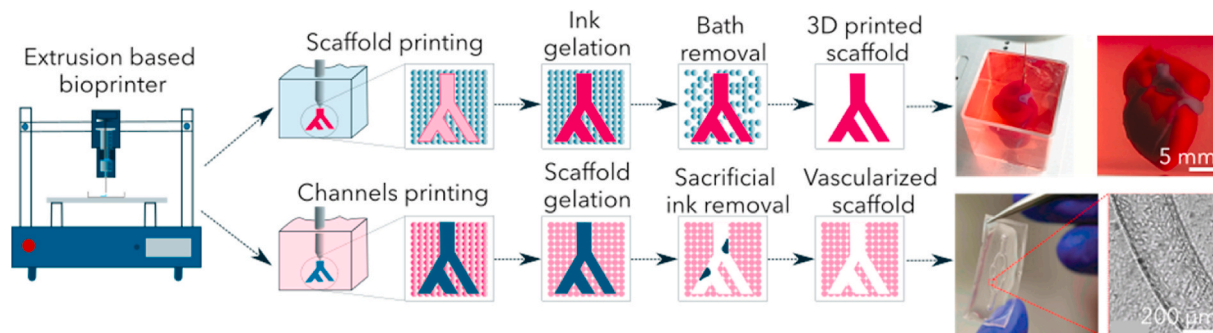 Extrusion based
bioprinter
Scaffold printing
Ink
gelation
Bath
removal
3D printed
scaffold
5 mm
Channels printing
Scaffold
gelation
Sacrificial
ink removal
Vascularized
scaffold
200 µm